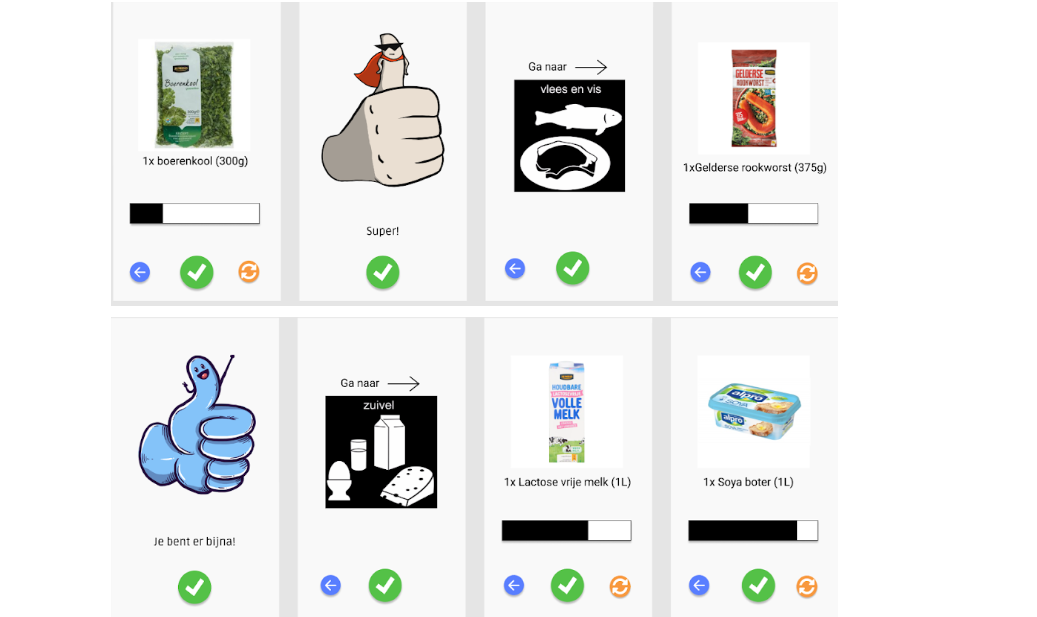 Boerenkool
1x boerenkool (300g)
Super!
Ga naar
vlees en vis
GELDERSE
ROOKWORST
1xGelderse rookworst (375g)
Je bent er bijna!
Ga naar
zuivel
HOUDBARE
VOLLE
MELK
1x Lactose vrije melk (1L)
alpro
SOYA
1x Soya boter (1L)